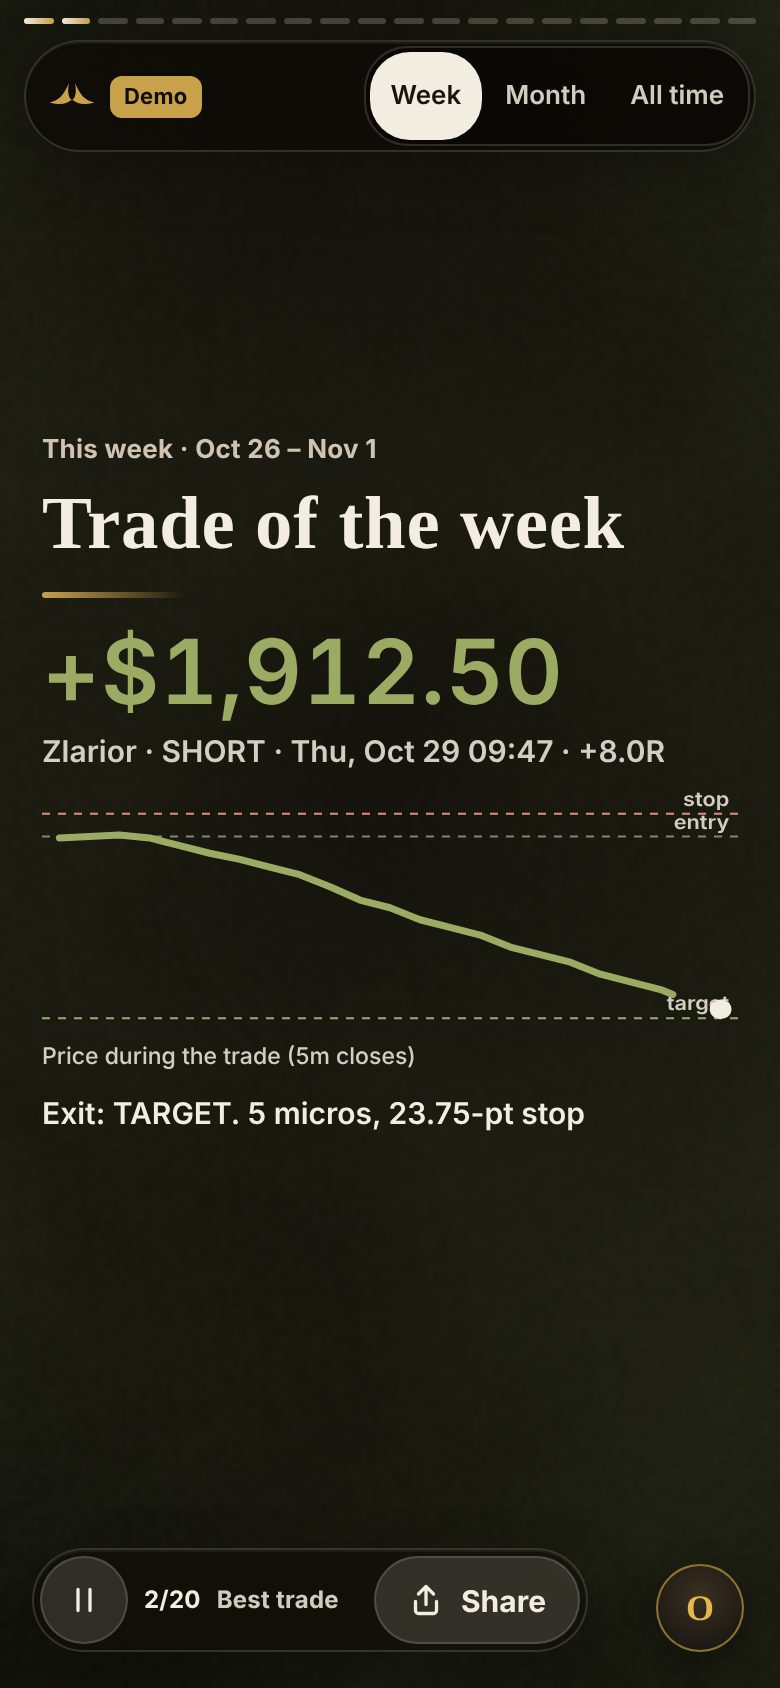 Demo
Week Month All time
This week · Oct 26 – Nov 1
Trade of the week
+$1,912.50
Zlarior · SHORT · Thu, Oct 29 09:47 · +8.0R
stop
entry
target
Price during the trade (5m closes)
Exit: TARGET. 5 micros, 23.75-pt stop
2/20 Best trade Share
O